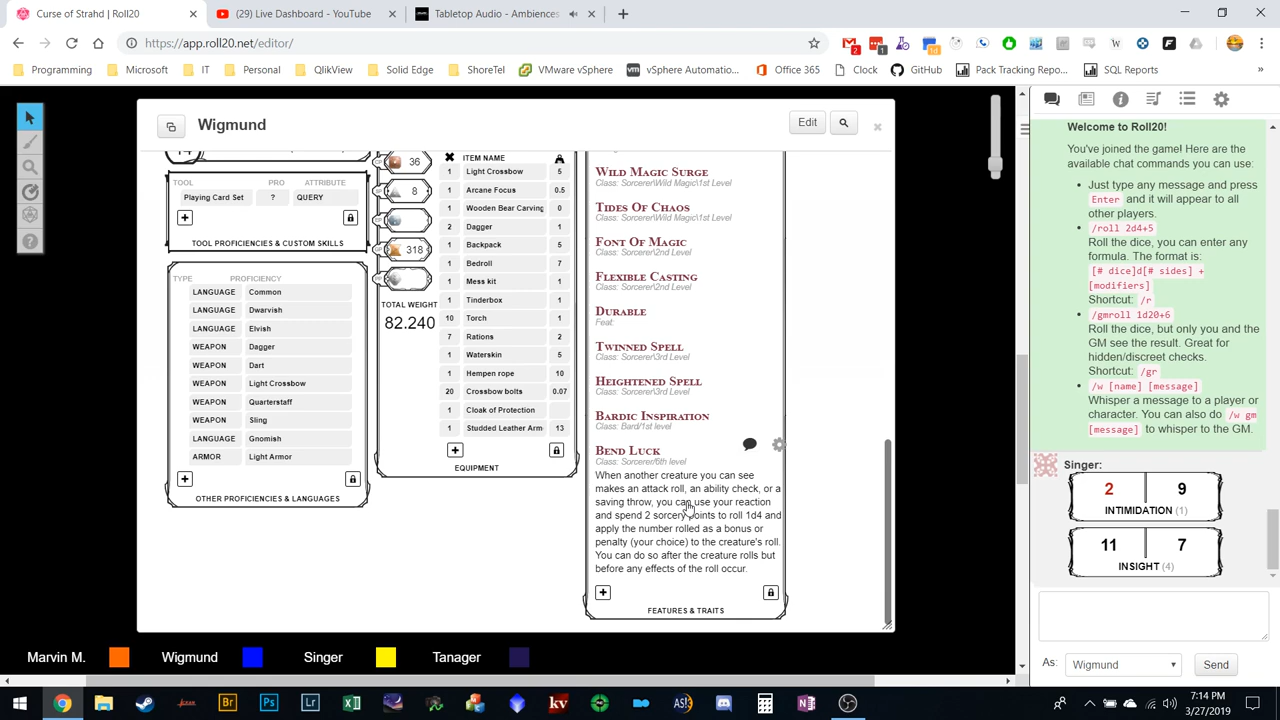 Curse of Strahd | Roll20
(29) Live Dashboard - YouTube
Tabletop Audio - Ambiences
https://app.roll20.net/editor/
Programming
Microsoft
IT
Personal
QlikView
Solid Edge
ShoreTel
VMware vSphere
vSphere Automatio...
Office 365
Clock
GitHub
Pack Tracking Repo...
SQL Reports
Wigmund
Edit
TOOL PRO ATTRIBUTE
Playing Card Set ? QUERY
TOOL PROFICIENCIES & CUSTOM SKILLS
TYPE PROFICIENCY
LANGUAGE Common
LANGUAGE Dwarvish
LANGUAGE Elvish
WEAPON Dagger
WEAPON Dart
WEAPON Light Crossbow
WEAPON Quarterstaff
WEAPON Sling
LANGUAGE Gnomish
ARMOR Light Armor
OTHER PROFICIENCIES & LANGUAGES
36
8
318
TOTAL WEIGHT
82.240
ITEM NAME
1 Light Crossbow 5
1 Arcane Focus 0.5
1 Wooden Bear Carving 0
2 Dagger 1
1 Backpack 5
1 Bedroll 7
1 Mess kit 1
1 Tinderbox 1
10 Torch 1
7 Rations 2
1 Waterskin 5
1 Hempen rope 10
20 Crossbow bolts 0.07
1 Cloak of Protection
1 Studded Leather Arm 13
EQUIPMENT
Wild Magic Surge
Class: Sorcerer\Wild Magic\1st Level
Tides Of Chaos
Class: Sorcerer\Wild Magic\1st Level
Font Of Magic
Class: Sorcerer\2nd Level
Flexible Casting
Class: Sorcerer\2nd Level
Durable
Feat:
Twinned Spell
Class: Sorcerer\3rd Level
Heightened Spell
Class: Sorcerer\3rd Level
Bardic Inspiration
Class: Bard/1st level
Bend Luck
Class: Sorcerer/6th level
When another creature you can see
makes an attack roll, an ability check, or a
saving throw, you can use your reaction
and spend 2 sorcery points to roll 1d4 and
apply the number rolled as a bonus or
penalty (your choice) to the creature's roll.
You can do so after the creature rolls but
before any effects of the roll occur.
FEATURES & TRAITS
Marvin M.
Wigmund
Singer
Tanager
Welcome to Roll20!
You've joined the game! Here are the
available chat commands you can use:
Just type any message and press
Enter and it will appear to all
other players.
/roll 2d4+5
Roll the dice, you can enter any
formula. The format is:
[# dice]d[# sides] +
[modifiers]
Shortcut: /r
/gmroll 1d20+6
Roll the dice, but only you and the
GM see the result. Great for
hidden/discreet checks.
Shortcut: /gr
/w [name] [message]
Whisper a message to a player or
character. You can also do /w gm
[message] to whisper to the GM.
Singer:
2 9
INTIMIDATION (1)
11 7
INSIGHT (4)
As: Wigmund
Send
7:14 PM
3/27/2019